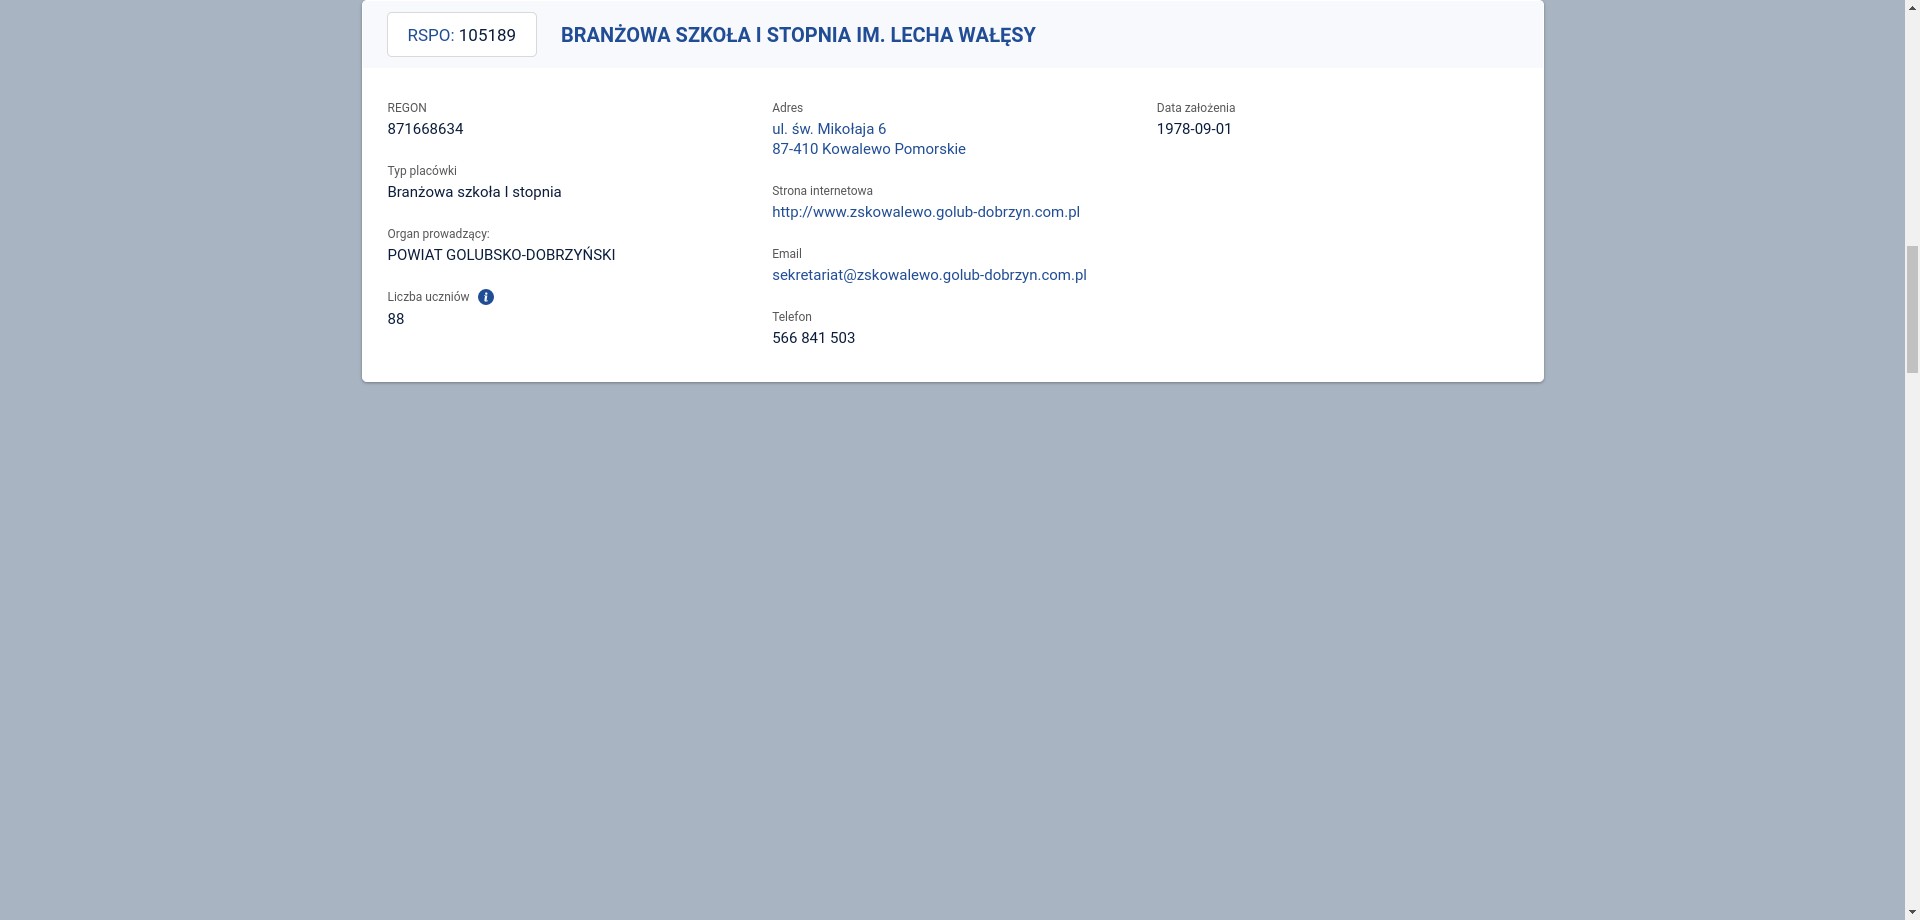 RSPO: 105189
BRANŻOWA SZKOŁA I STOPNIA IM. LECHA WAŁĘSY
REGON
871668634
Typ placówki
Branżowa szkoła I stopnia
Organ prowadzący:
POWIAT GOLUBSKO-DOBRZYŃSKI
Liczba uczniów
88
Adres
ul. św. Mikołaja 6
87-410 Kowalewo Pomorskie
Strona internetowa
http://www.zskowalewo.golub-dobrzyn.com.pl
Email
sekretariat@zskowalewo.golub-dobrzyn.com.pl
Telefon
566 841 503
Data założenia
1978-09-01